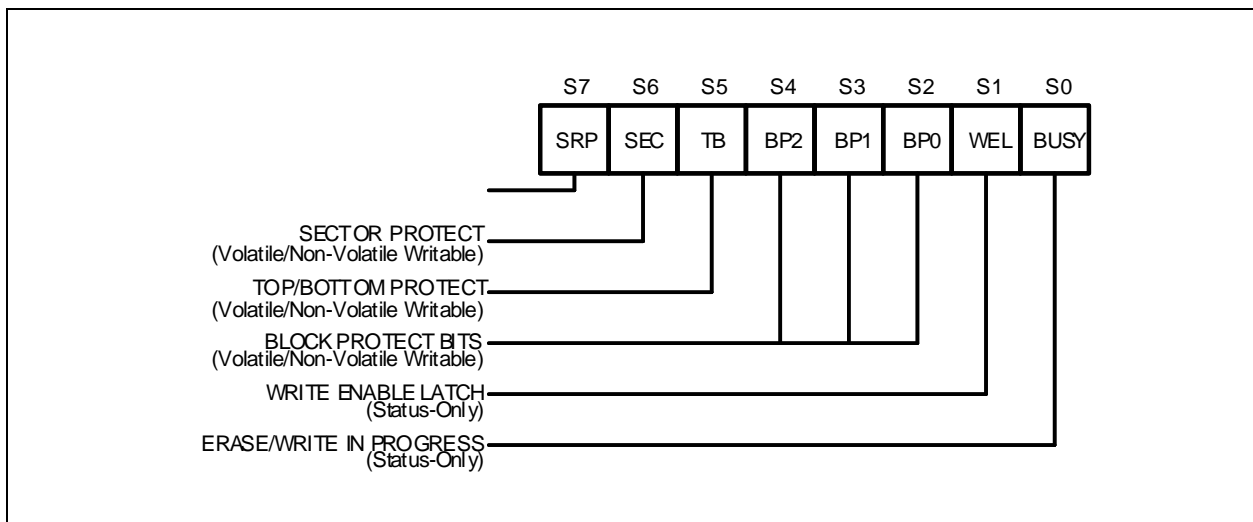 S7 S6 S5 S4 S3 S2 S1 S0
SRP SEC TB BP2 BP1 BP0 WEL BUSY
SECTOR PROTECT
(Volatile/Non-Volatile Writable)
TOP/BOTTOM PROTECT
(Volatile/Non-Volatile Writable)
BLOCK PROTECT BITS
(Volatile/Non-Volatile Writable)
WRITE ENABLE LATCH
(Status-Only)
ERASE/WRITE IN PROGRESS
(Status-Only)